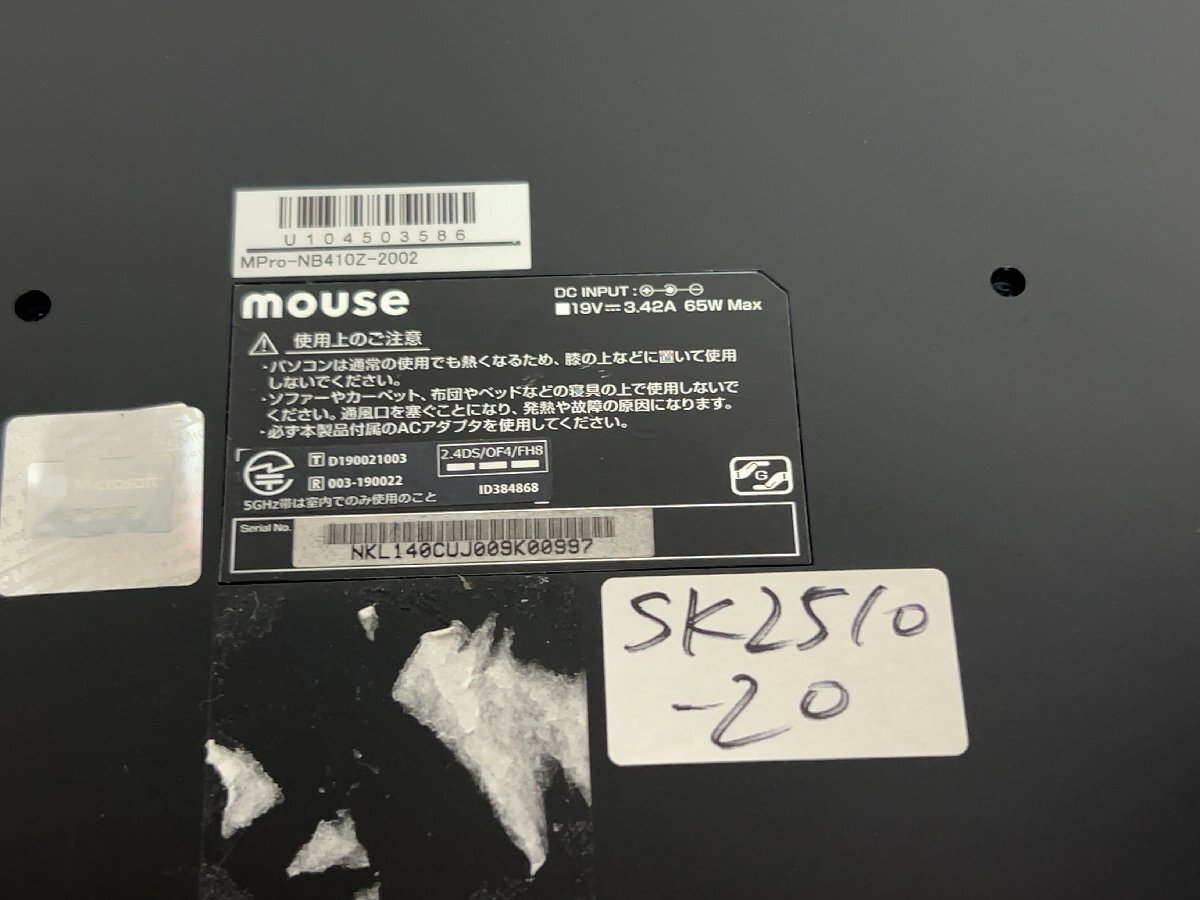 U104503586
MPro-NB410Z-2002
mouse
DC INPUT :
19V 3.42A 65W Max
使用上のご注意
・パソコンは通常の使用でも熱くなるため、膝の上などに置いて使用
しないでください。
・ソファーやカーペット、布団やベッドなどの寝具の上で使用しないで
ください。通風口を塞ぐことになり、発熱や故障の原因になります。
・必ず本製品付属のACアダプタを使用してください。
T D190021003
R 003-190022
2.4DS/OF4/FH8
5GHz帯は室内でのみ使用のこと
ID384868
G
Microsoft
Serial No.
NKL140CUJ009K00997
SK2510
-20